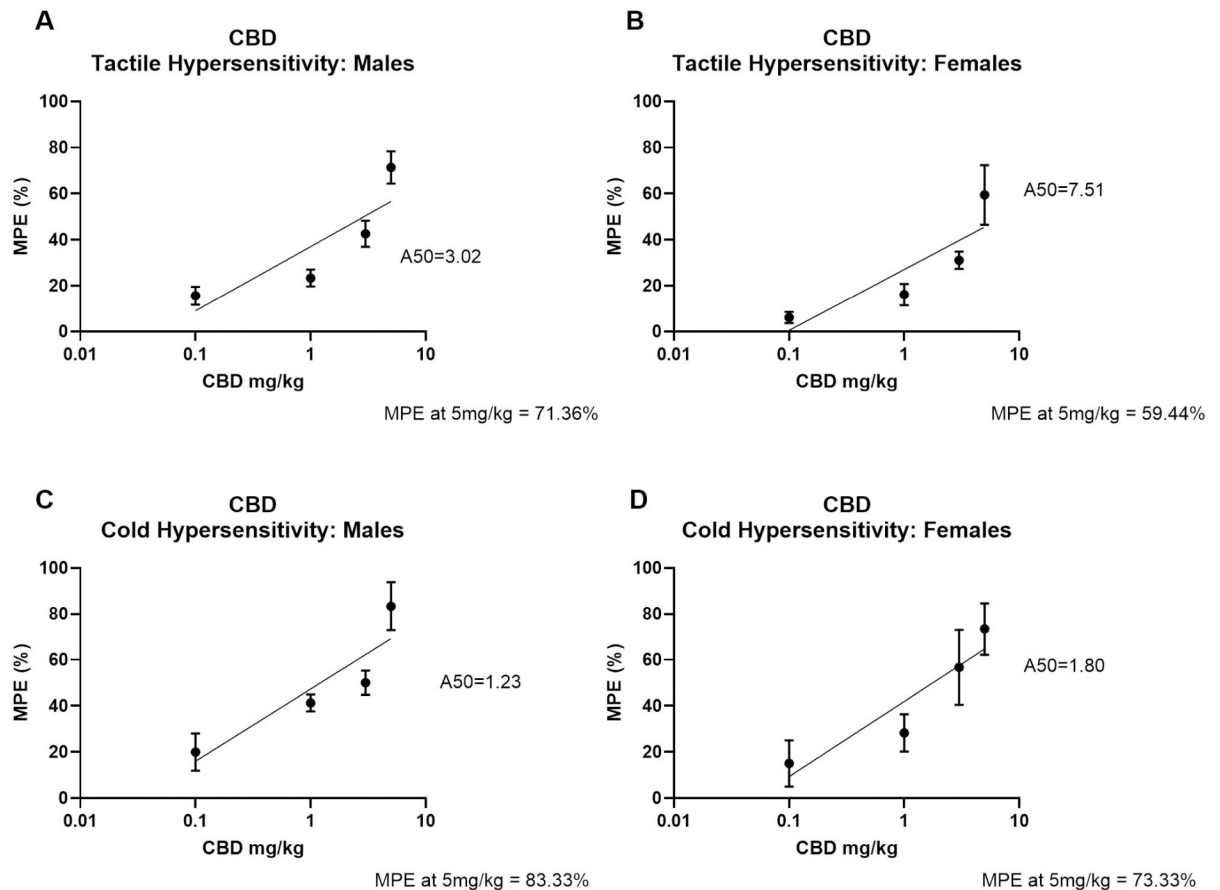 A
CBD
Tactile Hypersensitivity: Males
100
80
60
40
20
0
MPE (%)
A50=3.02
0.01
0.1
1
10
CBD mg/kg
MPE at 5mg/kg = 71.36%
B
CBD
Tactile Hypersensitivity: Females
100
80
60
40
20
0
MPE (%)
A50=7.51
0.01
0.1
1
10
CBD mg/kg
MPE at 5mg/kg = 59.44%
C
CBD
Cold Hypersensitivity: Males
100
80
60
40
20
0
MPE (%)
A50=1.23
0.01
0.1
1
10
CBD mg/kg
MPE at 5mg/kg = 83.33%
D
CBD
Cold Hypersensitivity: Females
100
80
60
40
20
0
MPE (%)
A50=1.80
0.01
0.1
1
10
CBD mg/kg
MPE at 5mg/kg = 73.33%